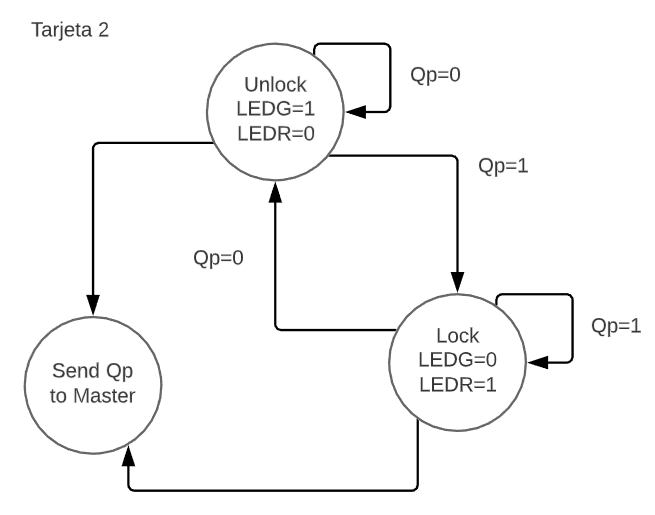 Tarjeta 2
Unlock
LEDG=1
LEDR=0
Qp=0
Qp=1
Qp=0
Lock
LEDG=0
LEDR=1
Qp=1
Send Qp
to Master